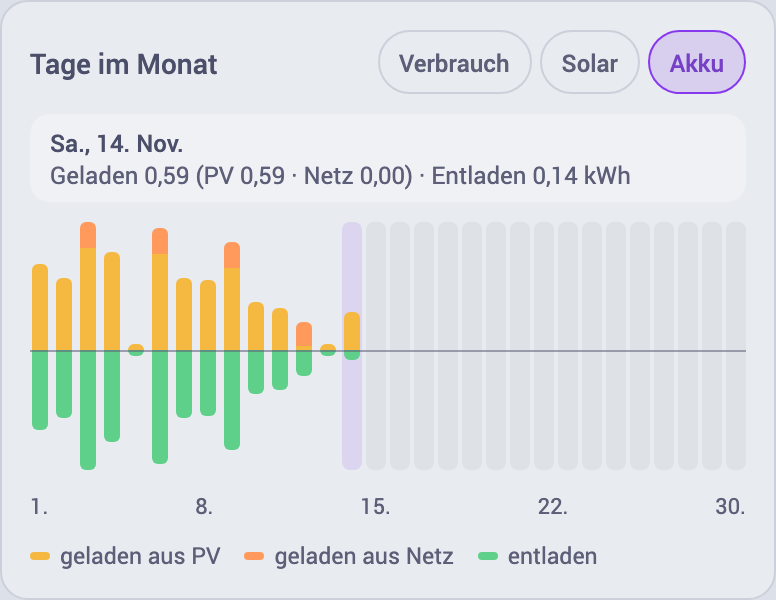 Tage im Monat
Verbrauch
Solar
Akku
Sa., 14. Nov.
Geladen 0,59 (PV 0,59 · Netz 0,00) · Entladen 0,14 kWh
1. 8. 15. 22. 30.
geladen aus PV geladen aus Netz entladen